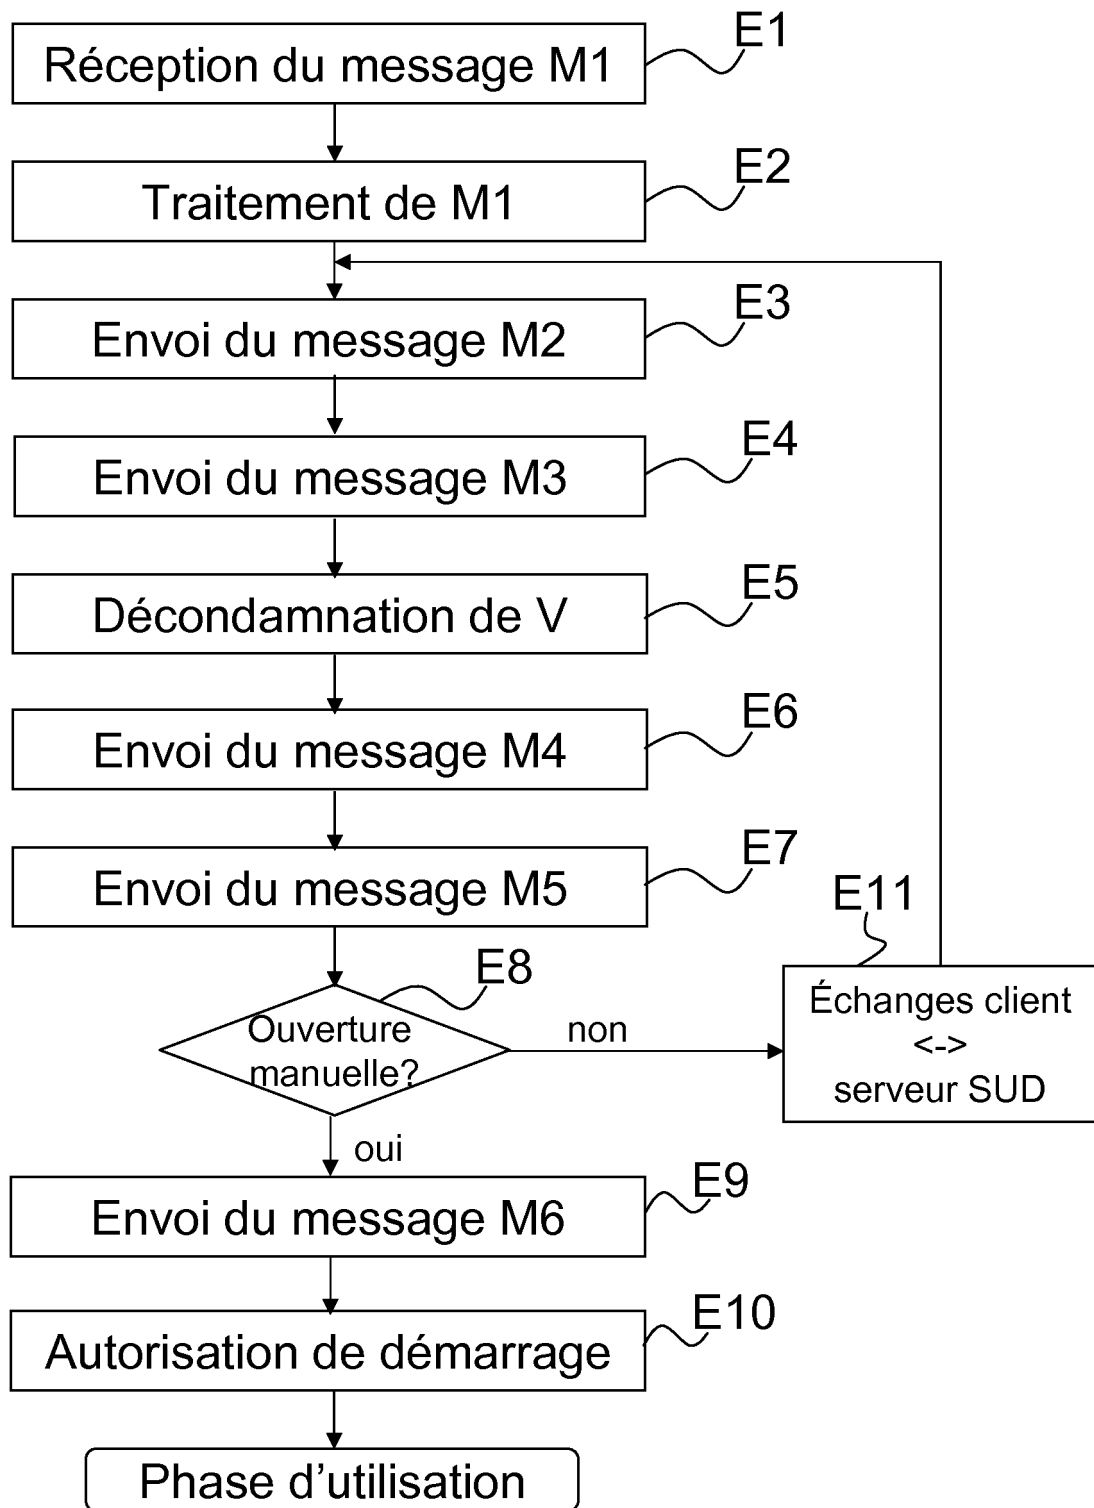 E1
Réception du message M1
E2
Traitement de M1
E3
Envoi du message M2
E4
Envoi du message M3
E5
Décondamnation de V
E6
Envoi du message M4
E7
Envoi du message M5
E11
E8
Échanges client
<->
serveur SUD
Ouverture
manuelle?
non
oui
E9
Envoi du message M6
E10
Autorisation de démarrage
Phase d'utilisation